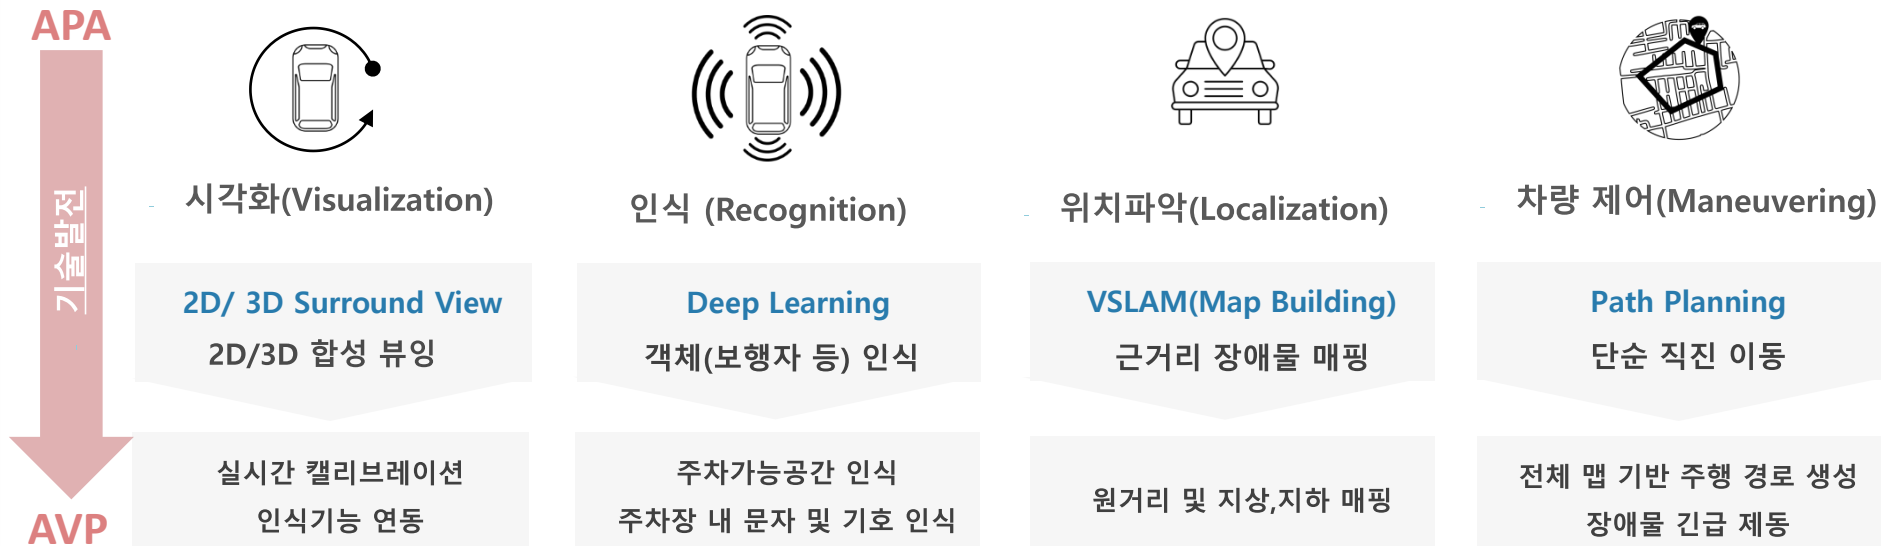 APA
기술발전
AVP
시각화(Visualization)
2D/ 3D Surround View
2D/3D 합성 뷰잉
실시간 캘리브레이션
인식기능 연동
인식 (Recognition)
Deep Learning
객체(보행자 등) 인식
주차가능공간 인식
주차장 내 문자 및 기호 인식
위치파악(Localization)
VSLAM(Map Building)
근거리 장애물 매핑
원거리 및 지상,지하 매핑
차량 제어(Maneuvering)
Path Planning
단순 직진 이동
전체 맵 기반 주행 경로 생성
장애물 긴급 제동